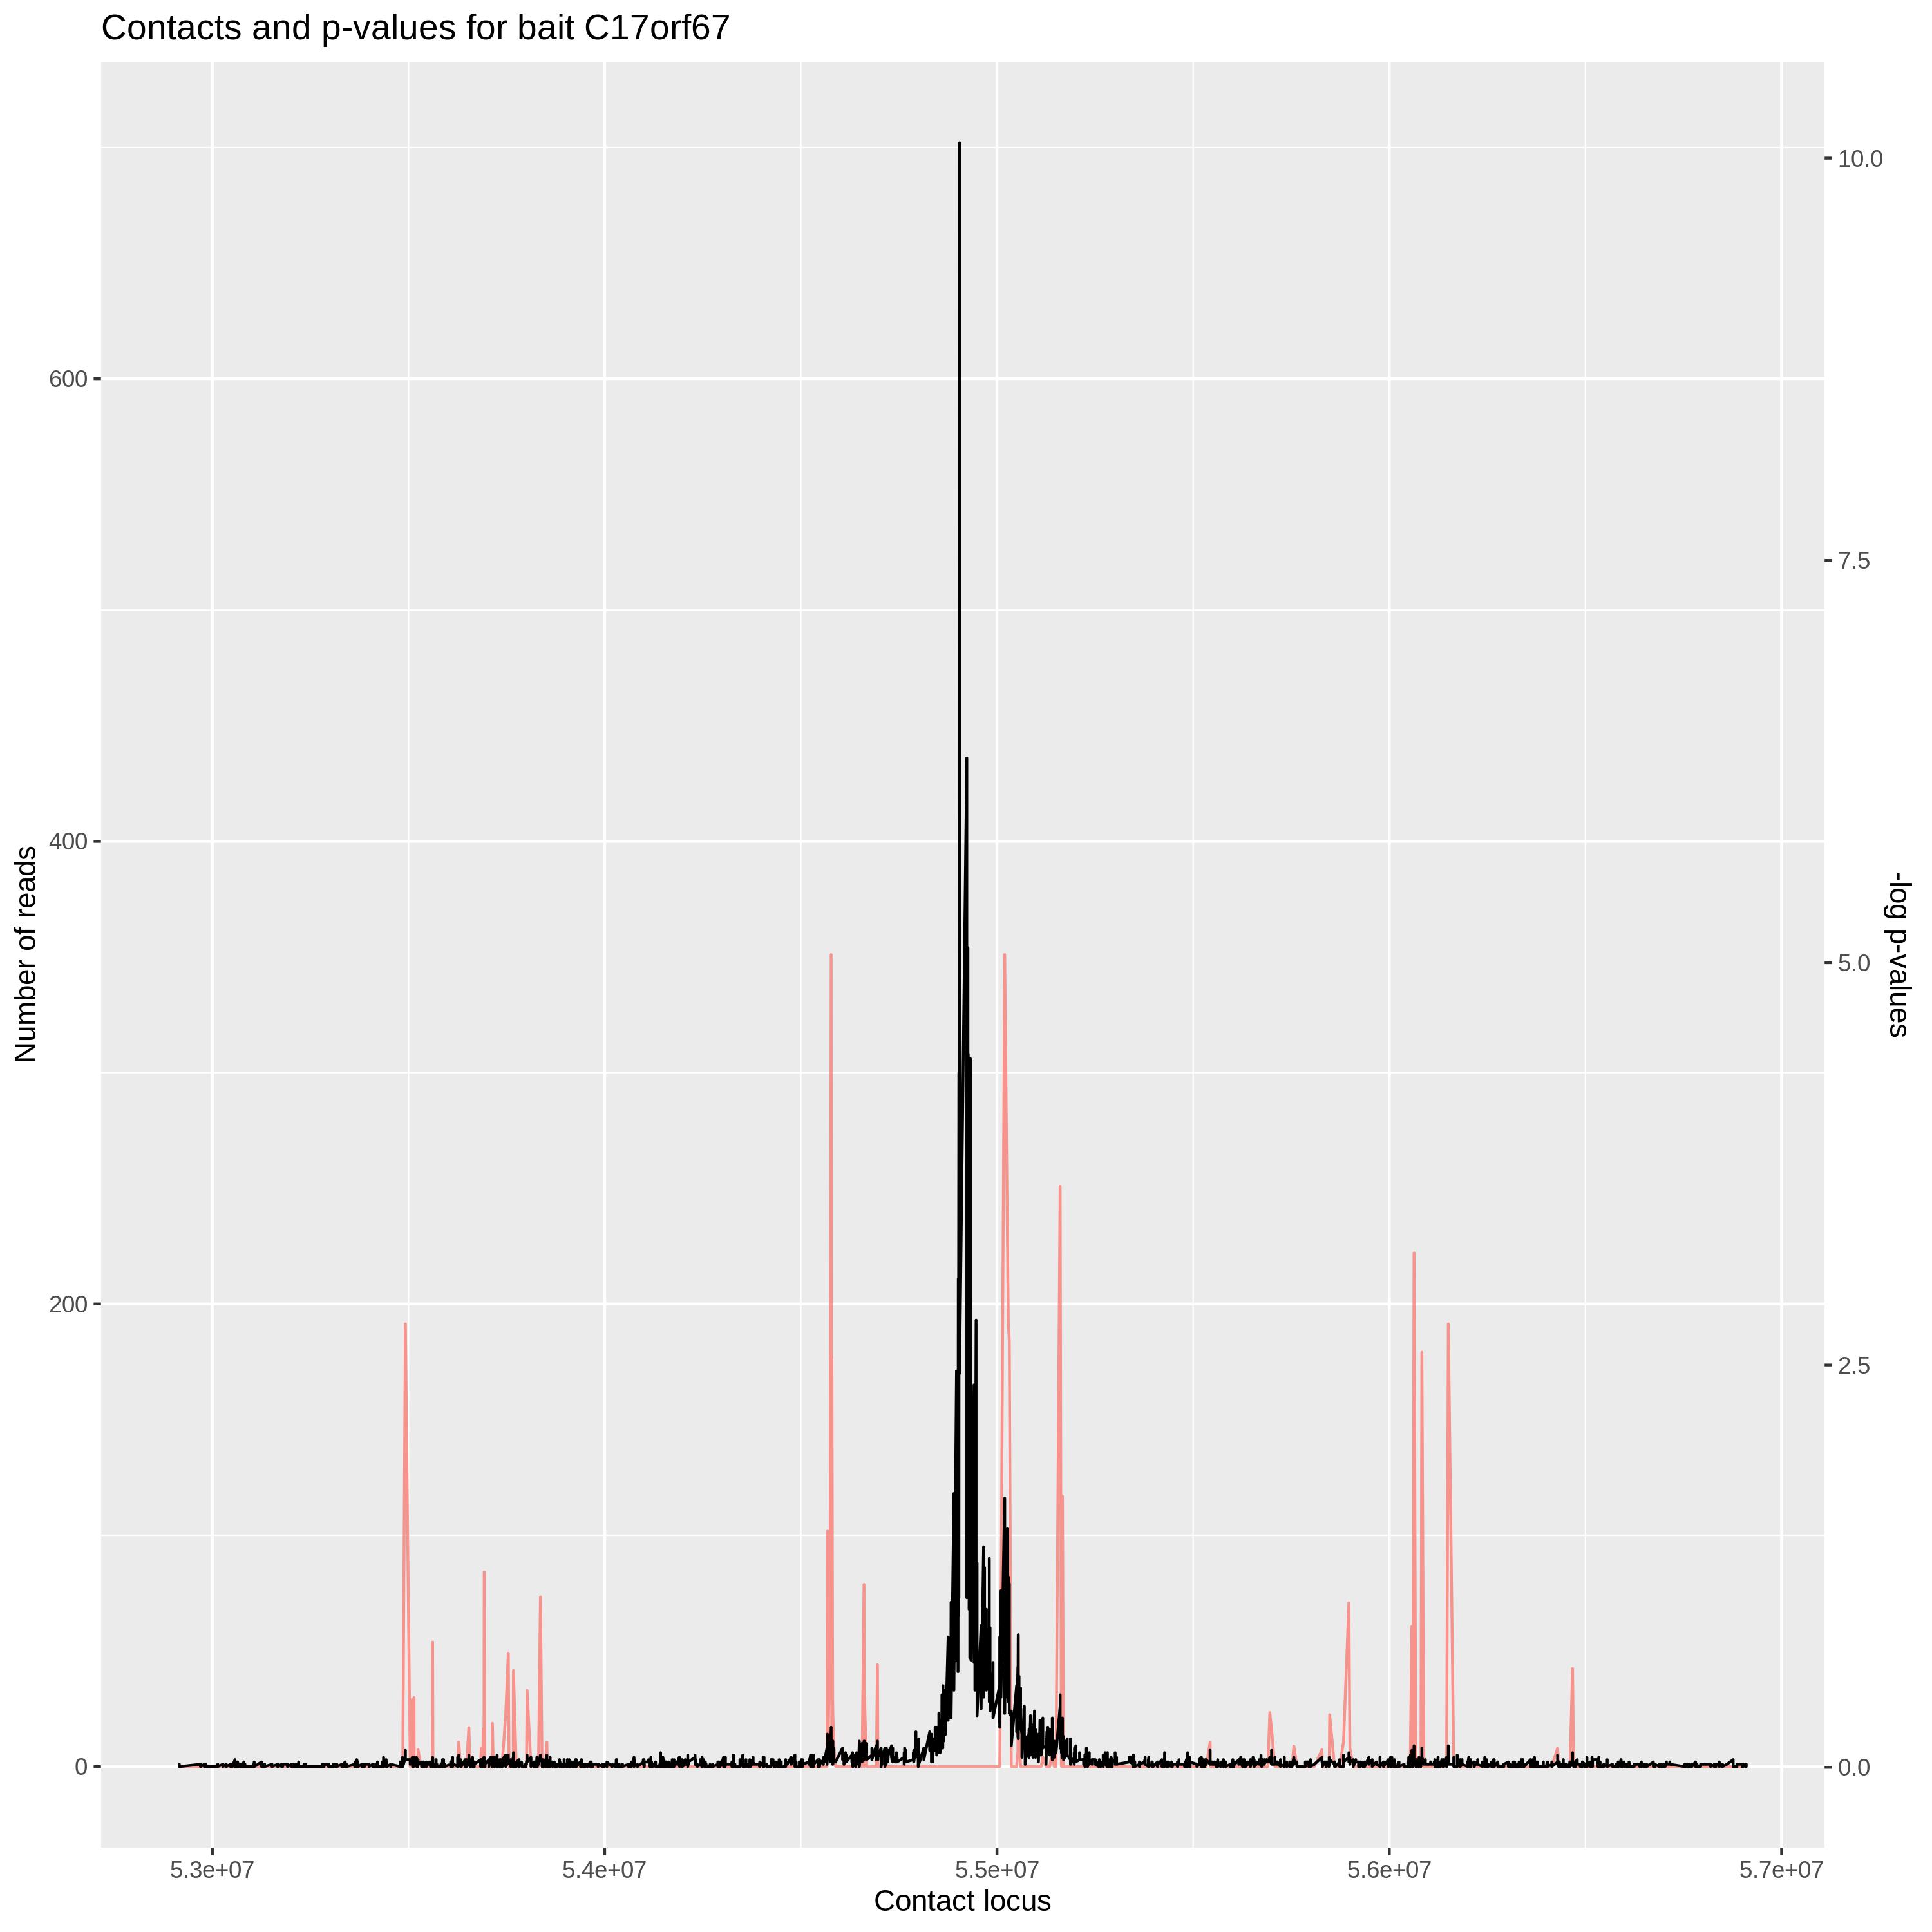 Contacts and p-values for bait C17orf67
Number of reads
600
400
200
0
10.0
7.5
5.0
2.5
0.0
-log p-values
5.3e+07
5.4e+07
5.5e+07
5.6e+07
5.7e+07
Contact locus